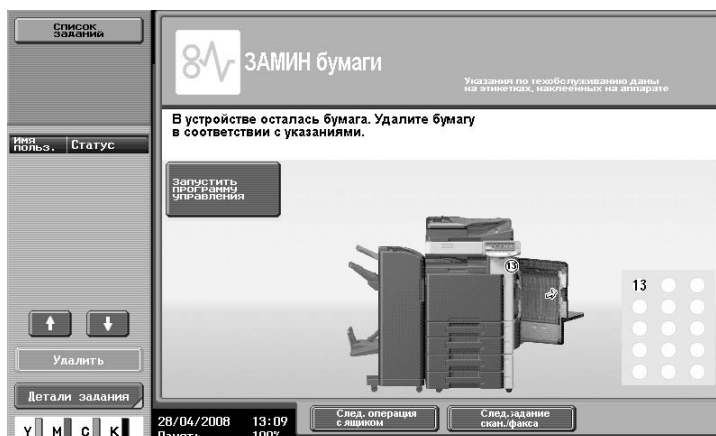 Список
заданий
ЗАМИН бумаги
Указания по техобслуживанию даны
на этикетках, наклеенных на аппарате
В устройстве осталась бумага. Удалите бумагу
в соответствии с указаниями.
Имя
польз.
Статус
Запустить
программу
управления
13
13
Удалить
Детали задания
След. операция
с ящиком
След.задание
скан./факса
28/04/2008 13:09
Память 100%
Y M C K